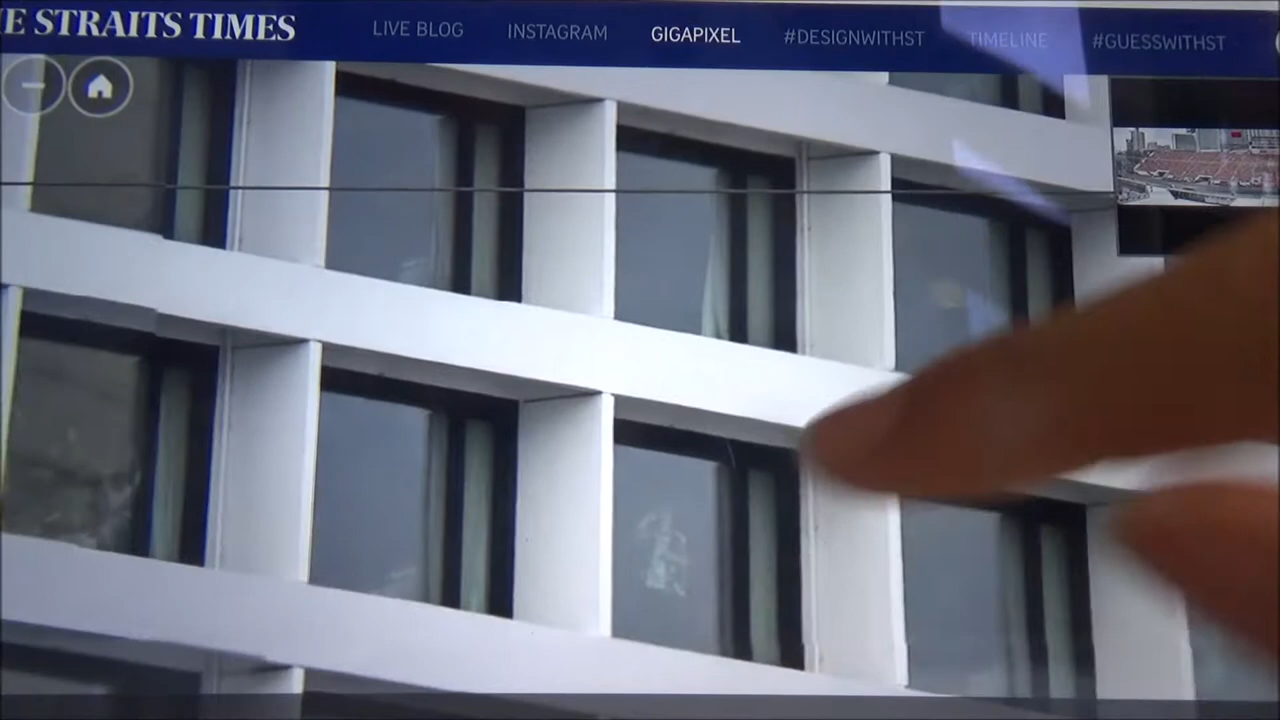 E STRAITS TIMES
LIVE BLOG
INSTAGRAM
GIGAPIXEL
#DESIGNWITHST
TIMELINE
#GUESSWITHST